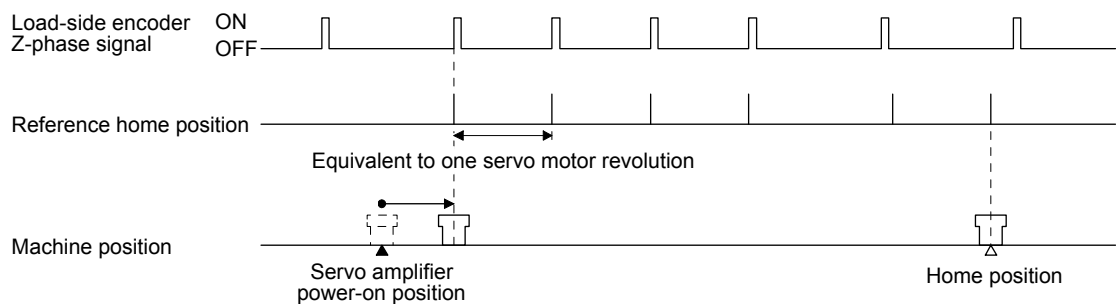 Load-side encoder
Z-phase signal
ON
OFF
Reference home position
Equivalent to one servo motor revolution
Machine position
Servo amplifier
power-on position
Home position